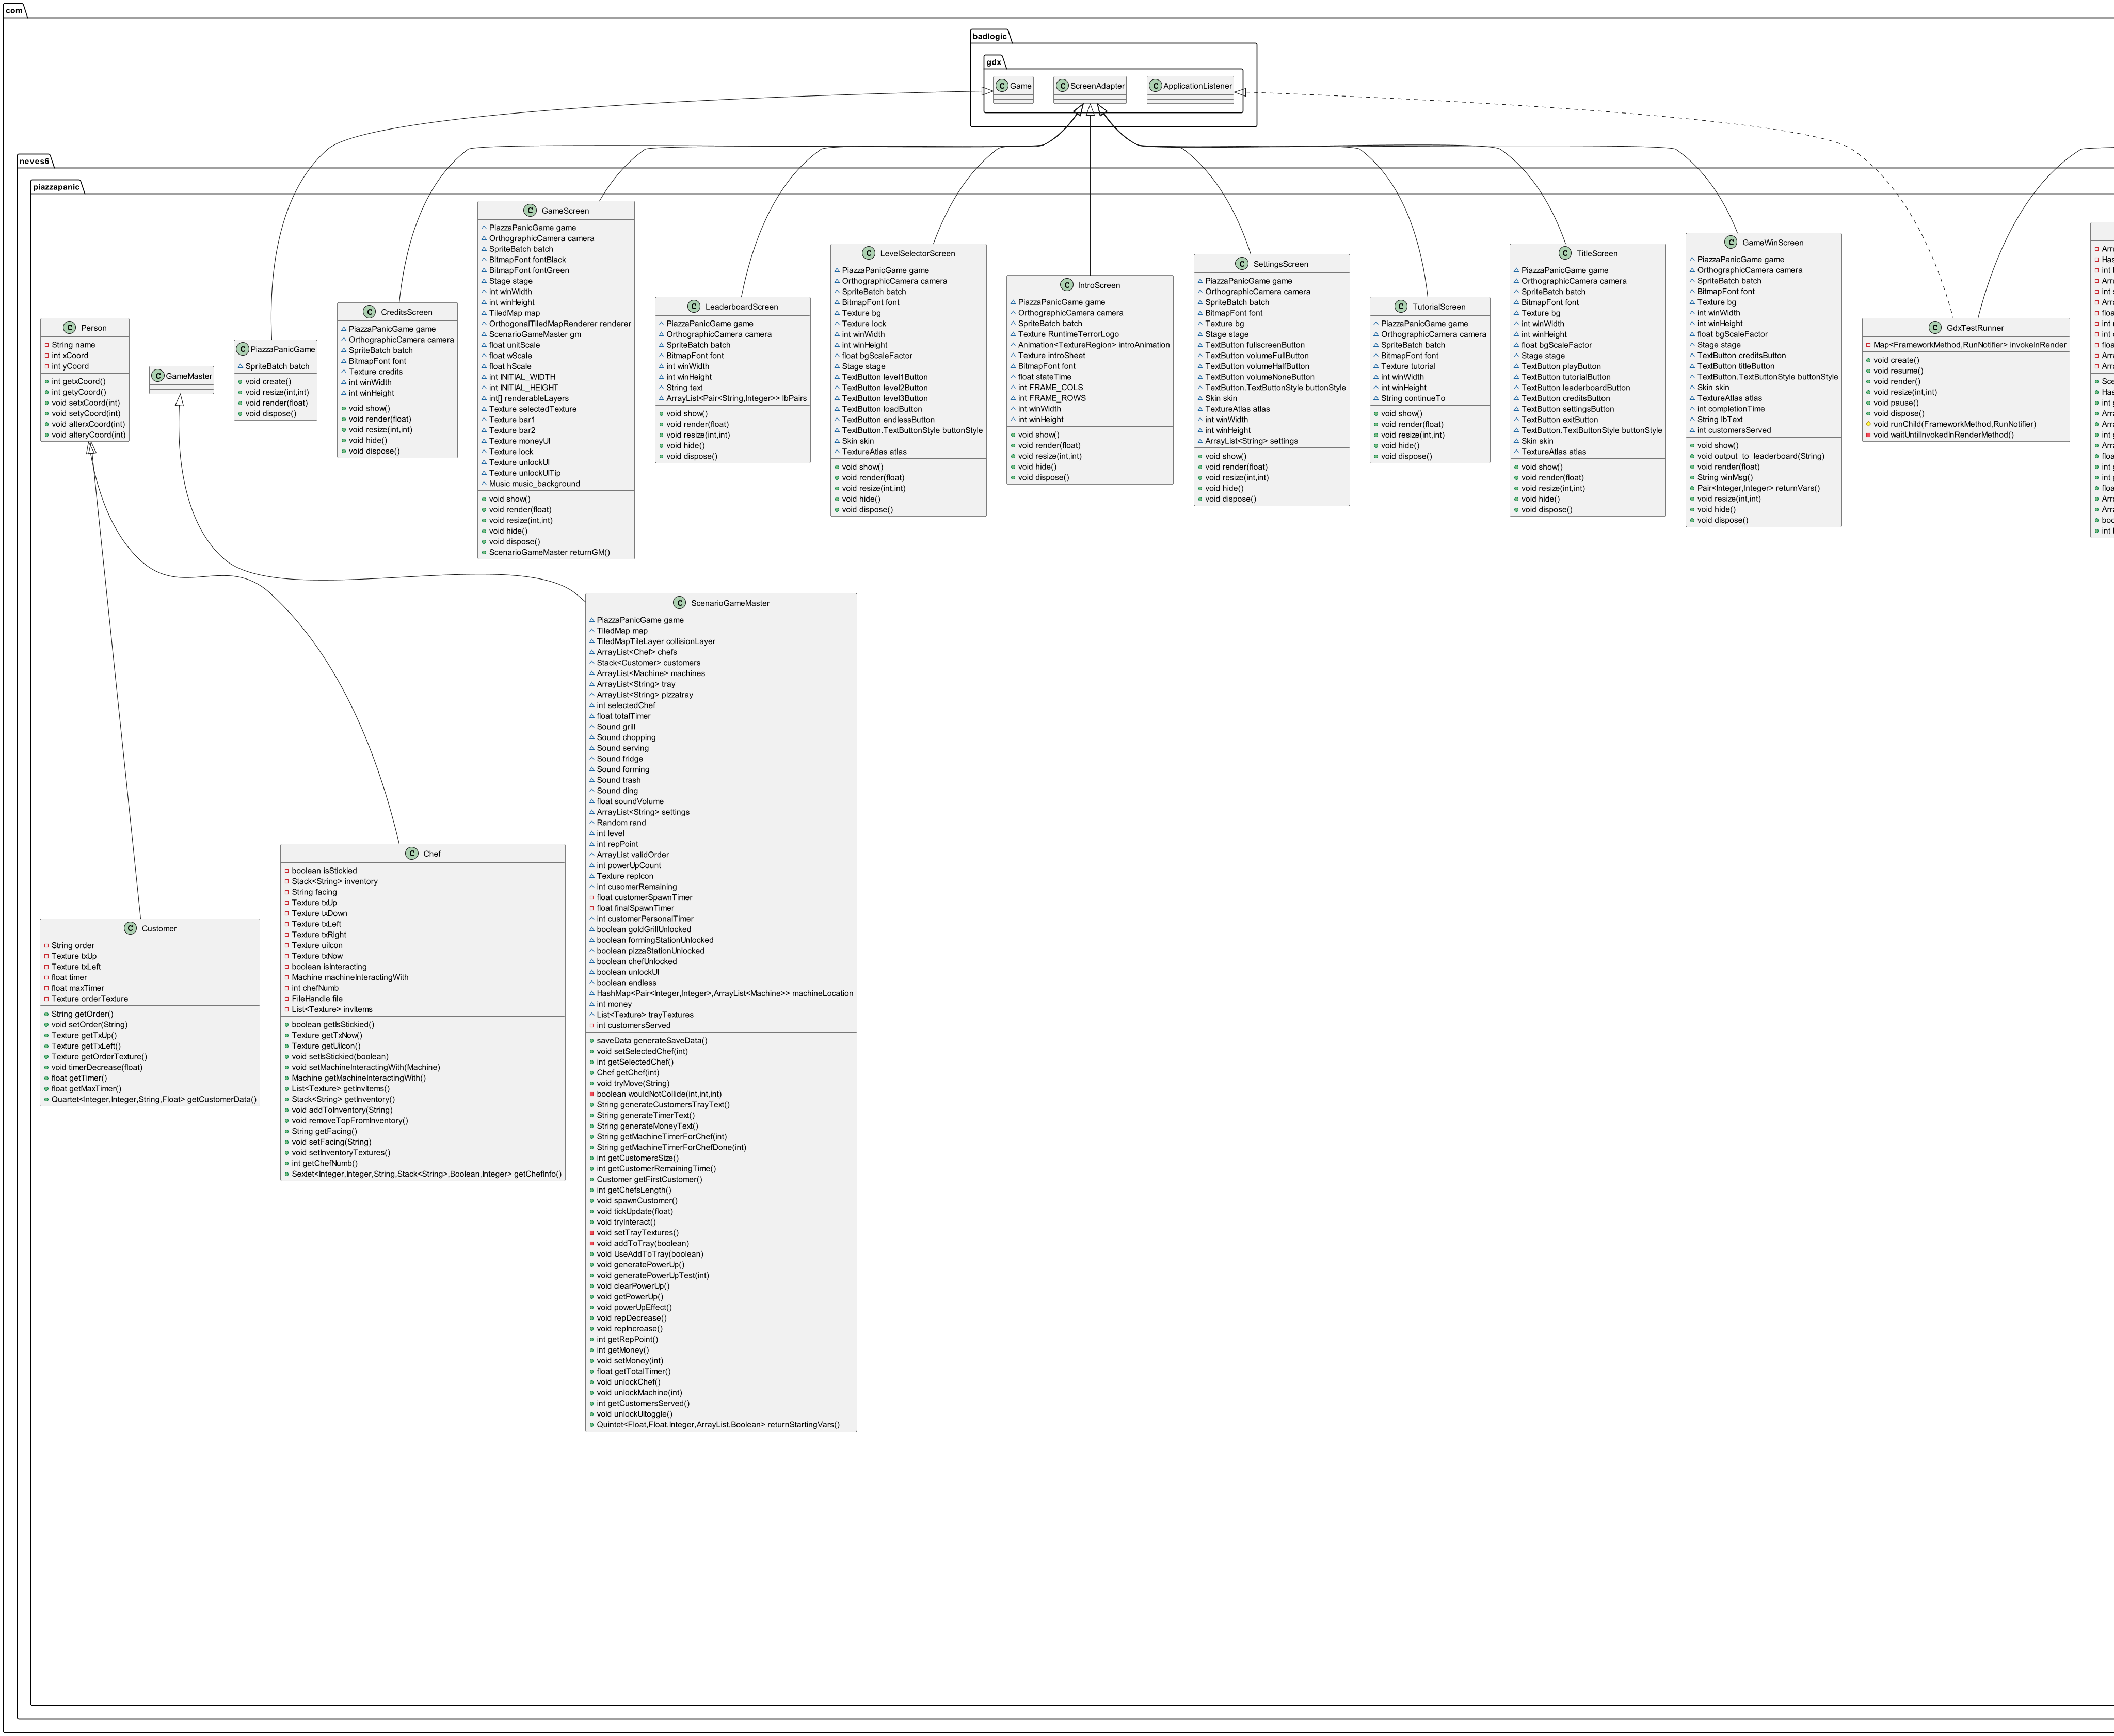 com
badlogic
gdx
Game
ScreenAdapter
ApplicationListener
neves6
piazzapanic
Person
String name
int xCoord
int yCoord
int getxCoord()
int getyCoord()
void setxCoord(int)
void setyCoord(int)
void alterxCoord(int)
void alteryCoord(int)
GameMaster
PiazzaPanicGame
SpriteBatch batch
void create()
void resize(int,int)
void render(float)
void dispose()
CreditsScreen
PiazzaPanicGame game
OrthographicCamera camera
SpriteBatch batch
BitmapFont font
Texture credits
int winWidth
int winHeight
void show()
void render(float)
void resize(int,int)
void hide()
void dispose()
GameScreen
PiazzaPanicGame game
OrthographicCamera camera
SpriteBatch batch
BitmapFont fontBlack
BitmapFont fontGreen
Stage stage
int winWidth
int winHeight
TiledMap map
OrthogonalTiledMapRenderer renderer
ScenarioGameMaster gm
float unitScale
float wScale
float hScale
int INITIAL_WIDTH
int INITIAL_HEIGHT
int[] renderableLayers
Texture selectedTexture
Texture bar1
Texture bar2
Texture moneyUI
Texture lock
Texture unlockUI
Texture unlockUITip
Music music_background
void show()
void render(float)
void resize(int,int)
void hide()
void dispose()
ScenarioGameMaster returnGM()
LeaderboardScreen
PiazzaPanicGame game
OrthographicCamera camera
SpriteBatch batch
BitmapFont font
int winWidth
int winHeight
String text
ArrayList<Pair<String,Integer>> lbPairs
void show()
void render(float)
void resize(int,int)
void hide()
void dispose()
LevelSelectorScreen
PiazzaPanicGame game
OrthographicCamera camera
SpriteBatch batch
BitmapFont font
Texture bg
Texture lock
int winWidth
int winHeight
float bgScaleFactor
Stage stage
TextButton level1Button
TextButton level2Button
TextButton level3Button
TextButton loadButton
TextButton endlessButton
TextButton.TextButtonStyle buttonStyle
Skin skin
TextureAtlas atlas
void show()
void render(float)
void resize(int,int)
void hide()
void dispose()
IntroScreen
PiazzaPanicGame game
OrthographicCamera camera
SpriteBatch batch
Texture RuntimeTerrorLogo
Animation<TextureRegion> introAnimation
Texture introSheet
BitmapFont font
float stateTime
int FRAME_COLS
int FRAME_ROWS
int winWidth
int winHeight
void show()
void render(float)
void resize(int,int)
void hide()
void dispose()
SettingsScreen
PiazzaPanicGame game
OrthographicCamera camera
SpriteBatch batch
BitmapFont font
Texture bg
Stage stage
TextButton fullscreenButton
TextButton volumeFullButton
TextButton volumeHalfButton
TextButton volumeNoneButton
TextButton.TextButtonStyle buttonStyle
Skin skin
TextureAtlas atlas
int winWidth
int winHeight
ArrayList<String> settings
void show()
void render(float)
void resize(int,int)
void hide()
void dispose()
TutorialScreen
PiazzaPanicGame game
OrthographicCamera camera
SpriteBatch batch
BitmapFont font
Texture tutorial
int winWidth
int winHeight
String continueTo
void show()
void render(float)
void resize(int,int)
void hide()
void dispose()
TitleScreen
PiazzaPanicGame game
OrthographicCamera camera
SpriteBatch batch
BitmapFont font
Texture bg
int winWidth
int winHeight
float bgScaleFactor
Stage stage
TextButton playButton
TextButton tutorialButton
TextButton leaderboardButton
TextButton creditsButton
TextButton settingsButton
TextButton exitButton
TextButton.TextButtonStyle buttonStyle
Skin skin
TextureAtlas atlas
void show()
void render(float)
void resize(int,int)
void hide()
void dispose()
GameWinScreen
PiazzaPanicGame game
OrthographicCamera camera
SpriteBatch batch
BitmapFont font
Texture bg
int winWidth
int winHeight
float bgScaleFactor
Stage stage
TextButton creditsButton
TextButton titleButton
TextButton.TextButtonStyle buttonStyle
Skin skin
TextureAtlas atlas
int completionTime
String lbText
int customersServed
void show()
void output_to_leaderboard(String)
void render(float)
String winMsg()
Pair<Integer,Integer> returnVars()
void resize(int,int)
void hide()
void dispose()
GdxTestRunner
Map<FrameworkMethod,RunNotifier> invokeInRender
void create()
void resume()
void render()
void resize(int,int)
void pause()
void dispose()
void runChild(FrameworkMethod,RunNotifier)
void waitUntilInvokedInRenderMethod()
ScenarioGameMaster
PiazzaPanicGame game
TiledMap map
TiledMapTileLayer collisionLayer
ArrayList<Chef> chefs
Stack<Customer> customers
ArrayList<Machine> machines
ArrayList<String> tray
ArrayList<String> pizzatray
int selectedChef
float totalTimer
Sound grill
Sound chopping
Sound serving
Sound fridge
Sound forming
Sound trash
Sound ding
float soundVolume
ArrayList<String> settings
Random rand
int level
int repPoint
ArrayList validOrder
int powerUpCount
Texture repIcon
int cusomerRemaining
float customerSpawnTimer
float finalSpawnTimer
int customerPersonalTimer
boolean goldGrillUnlocked
boolean formingStationUnlocked
boolean pizzaStationUnlocked
boolean chefUnlocked
boolean unlockUI
boolean endless
HashMap<Pair<Integer,Integer>,ArrayList<Machine>> machineLocation
int money
List<Texture> trayTextures
int customersServed
saveData generateSaveData()
void setSelectedChef(int)
int getSelectedChef()
Chef getChef(int)
void tryMove(String)
boolean wouldNotCollide(int,int,int)
String generateCustomersTrayText()
String generateTimerText()
String generateMoneyText()
String getMachineTimerForChef(int)
String getMachineTimerForChefDone(int)
int getCustomersSize()
int getCustomerRemainingTime()
Customer getFirstCustomer()
int getChefsLength()
void spawnCustomer()
void tickUpdate(float)
void tryInteract()
void setTrayTextures()
void addToTray(boolean)
void UseAddToTray(boolean)
void generatePowerUp()
void generatePowerUpTest(int)
void clearPowerUp()
void getPowerUp()
void powerUpEffect()
void repDecrease()
void repIncrease()
int getRepPoint()
int getMoney()
void setMoney(int)
float getTotalTimer()
void unlockChef()
void unlockMachine(int)
int getCustomersServed()
void unlockUItoggle()
Quintet<Float,Float,Integer,ArrayList,Boolean> returnStartingVars()
Chef
boolean isStickied
Stack<String> inventory
String facing
Texture txUp
Texture txDown
Texture txLeft
Texture txRight
Texture uiIcon
Texture txNow
boolean isInteracting
Machine machineInteractingWith
int chefNumb
FileHandle file
List<Texture> invItems
boolean getIsStickied()
Texture getTxNow()
Texture getUiIcon()
void setIsStickied(boolean)
void setMachineInteractingWith(Machine)
Machine getMachineInteractingWith()
List<Texture> getInvItems()
Stack<String> getInventory()
void addToInventory(String)
void removeTopFromInventory()
String getFacing()
void setFacing(String)
void setInventoryTextures()
int getChefNumb()
Sextet<Integer,Integer,String,Stack<String>,Boolean,Integer> getChefInfo()
Customer
String order
Texture txUp
Texture txLeft
float timer
float maxTimer
Texture orderTexture
String getOrder()
void setOrder(String)
Texture getTxUp()
Texture getTxLeft()
Texture getOrderTexture()
void timerDecrease(float)
float getTimer()
float getMaxTimer()
Quartet<Integer,Integer,String,Float> getCustomerData()